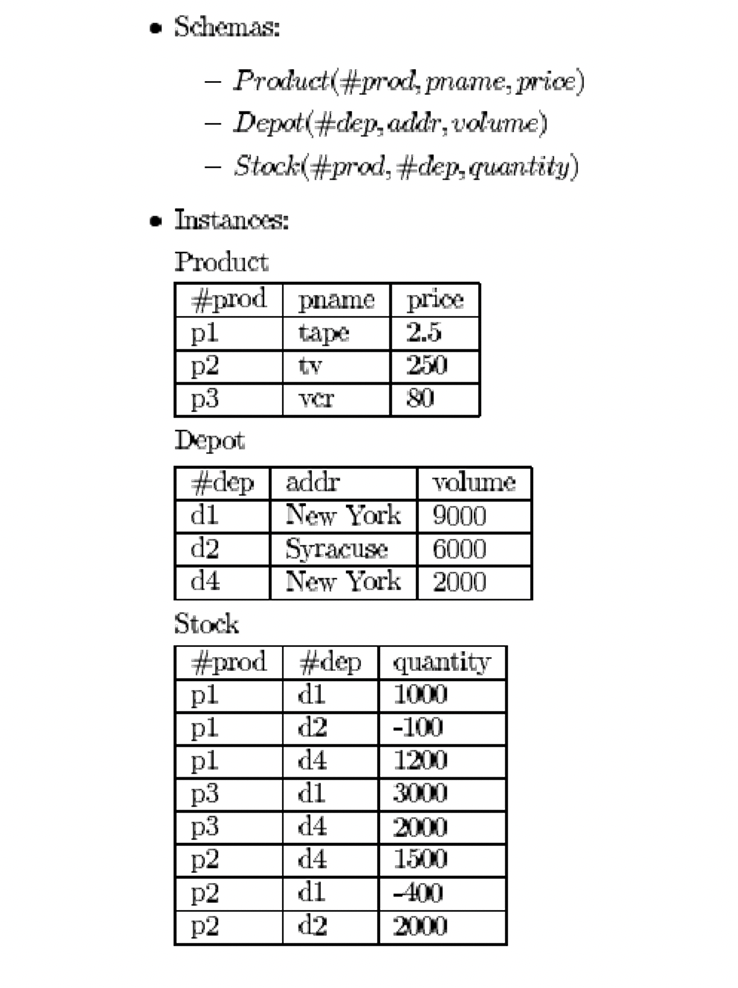 • Schemas:
– Product(#prod, pname, price)
– Depot(#dep, addr, volume)
– Stock(#prod, #dep, quantity)
• Instances:
Product
#prod pname price
p1 tape 2.5
p2 tv 250
p3 vcr 80
Depot
#dep addr volume
d1 New York 9000
d2 Syracuse 6000
d4 New York 2000
Stock
#prod #dep quantity
p1 d1 1000
p1 d2 -100
p1 d4 1200
p3 d1 3000
p3 d4 2000
p2 d4 1500
p2 d1 -400
p2 d2 2000